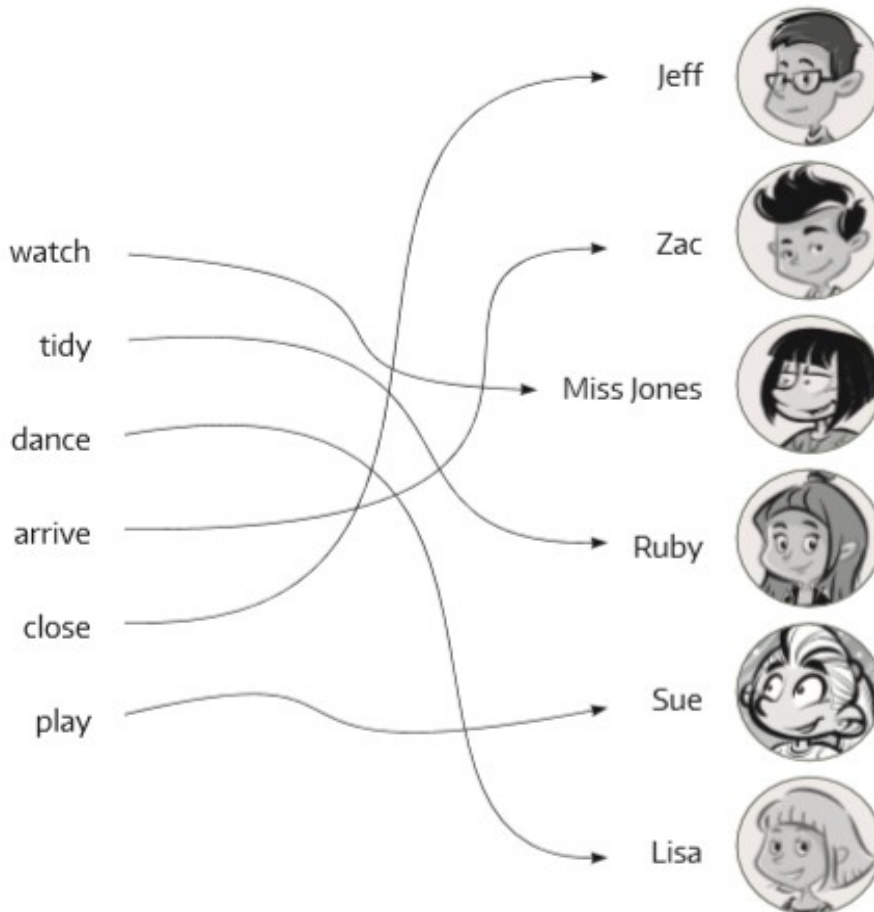 watch
tidy
dance
arrive
close
play
Jeff
Zac
Miss Jones
Ruby
Sue
Lisa